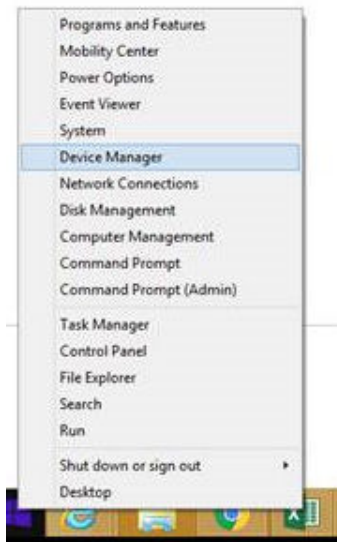 Programs and Features
Mobility Center
Power Options
Event Viewer
System
Device Manager
Network Connections
Disk Management
Computer Management
Command Prompt
Command Prompt (Admin)
Task Manager
Control Panel
File Explorer
Search
Run
Shut down or sign out
Desktop